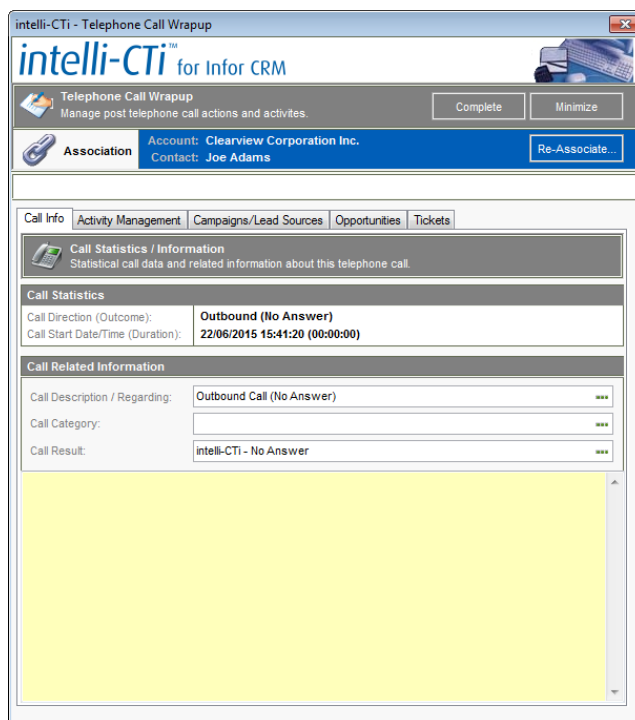 intelli-CTi - Telephone Call Wrapup
intelli-CTi™ for Infor CRM
Telephone Call Wrapup
Manage post telephone call actions and activites.
Complete
Minimize
Association
Account: Clearview Corporation Inc.
Contact: Joe Adams
Re-Associate...
Call Info
Activity Management
Campaigns/Lead Sources
Opportunities
Tickets
Call Statistics / Information
Statistical call data and related information about this telephone call.
Call Statistics
Call Direction (Outcome): Outbound (No Answer)
Call Start Date/Time (Duration): 22/06/2015 15:41:20 (00:00:00)
Call Related Information
Call Description / Regarding: Outbound Call (No Answer)
Call Category:
Call Result: intelli-CTi - No Answer